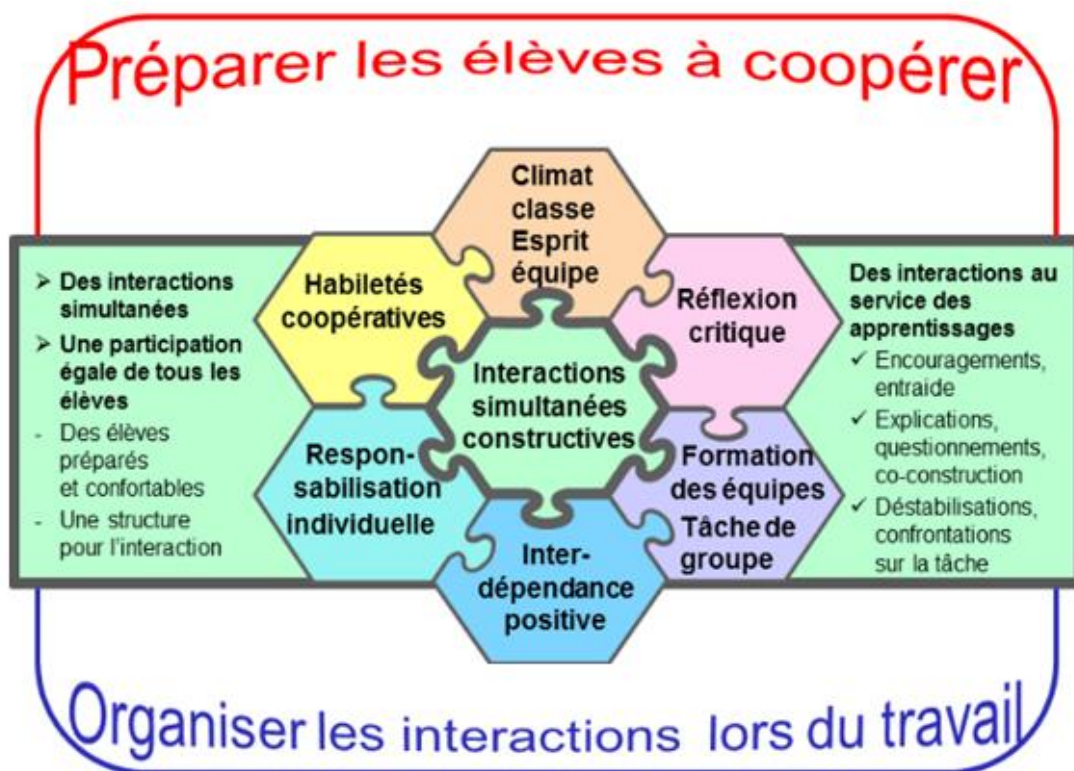 Préparer les élèves à coopérer
Climat
classe
Esprit
équipe
➢ Des interactions
simultanées
➢ Une participation
égale de tous les
élèves
- Des élèves
préparés
et confortables
- Une structure
pour l'interaction
Habiletés
coopératives
Réflexion
critique
Interactions
simultanées
constructives
Respon-
sabilisation
individuelle
Formation
des équipes
Tâche de
groupe
Inter-
dépendance
positive
Des interactions au
service des
apprentissages
✓ Encouragements,
entraide
✓ Explications,
questionnements,
co-construction
✓ Déstabilisations,
confrontations
sur la tâche
Organiser les interactions lors du travail